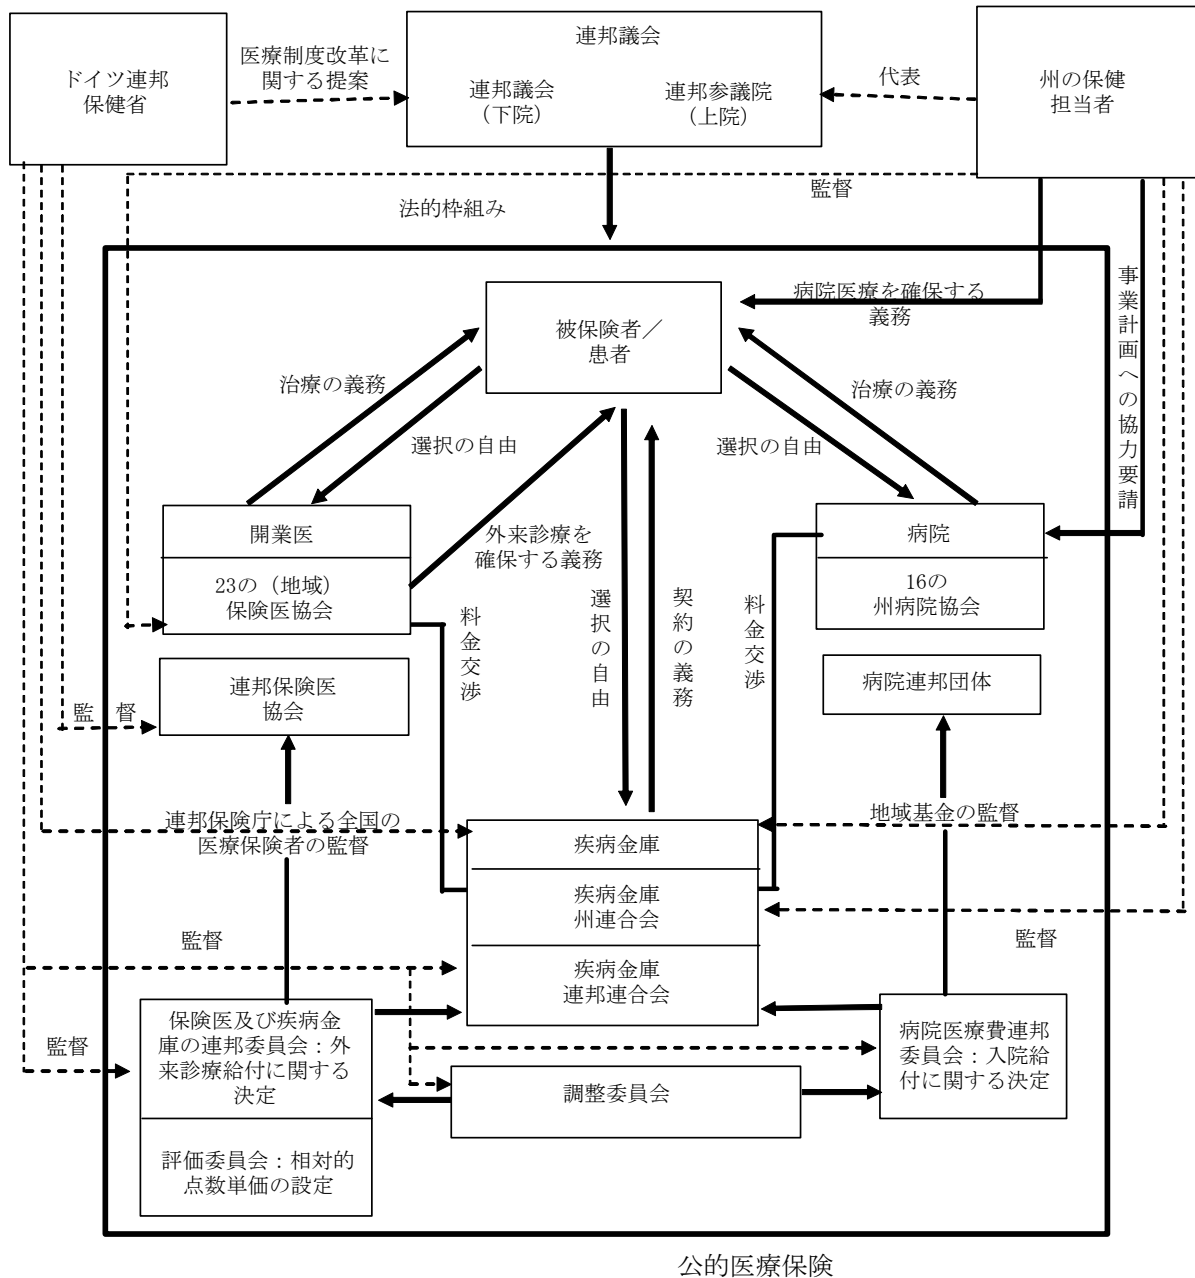 ドイツ連邦
保健省
医療制度改革に
関する提案
連邦議会
連邦議会
(下院)
連邦参議院
(上院)
代表
州の保健
担当者
監督
法的枠組み
病院医療を確保する
義務
事業計画への協力要請
被保険者／
患者
治療の義務
治療の義務
選択の自由
選択の自由
開業医
23の（地域）
保険医協会
外来診療を
確保する義務
病院
16の
州病院協会
料金交渉
選択の自由
契約の義務
料金交渉
連邦保険医
協会
病院連邦団体
監　督
連邦保険庁による全国の
医療保険者の監督
地域基金の監督
疾病金庫
疾病金庫
州連合会
疾病金庫
連邦連合会
監督
監督
監督
保険医及び疾病金
庫の連邦委員会：外
来診療給付に関する
決定
評価委員会：相対的
点数単価の設定
調整委員会
病院医療費連邦
委員会：入院給
付に関する決定
公的医療保険